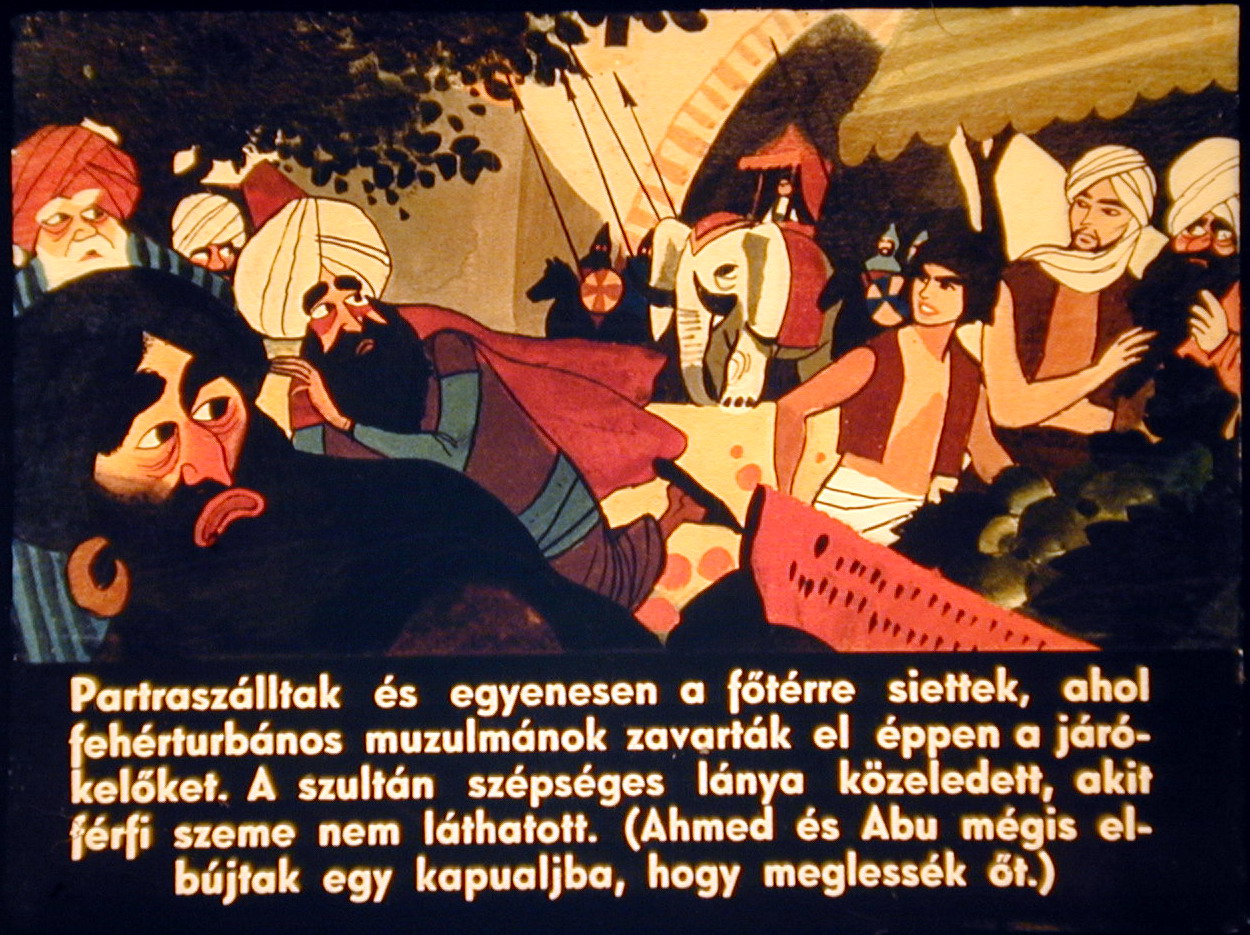 Partraszálltak és egyenesen a főtérre siettek, ahol
fehérturbános muzulmánok zavarták el éppen a járó-
kelőket. A szultán szépséges lánya közeledett, akit
férfi szeme nem láthatott. (Ahmed és Abu mégis el-
bújtak egy kapualjba, hogy meglessék őt.)